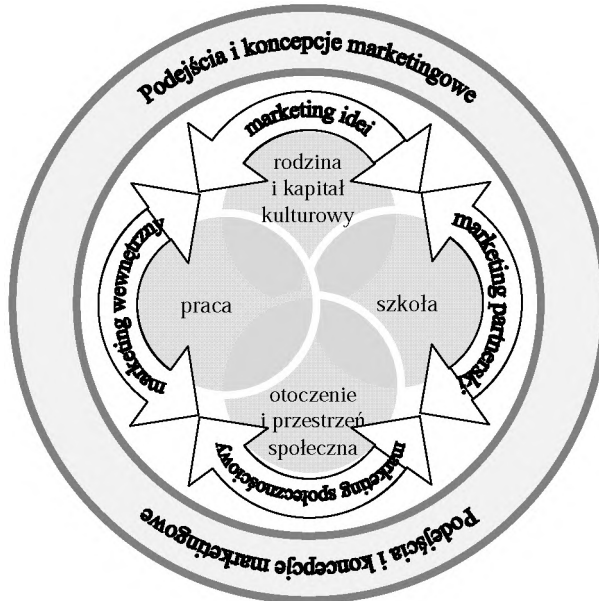 Podejścia i koncepcje marketingowe
marketing idei
rodzina
i kapitał
kulturowy
marketing wewnętrzny
praca
szkoła
marketing partnerski
otoczenie
i przestrzeń
społeczna
marketing społecznościowy
Podejścia i koncepcje marketingowe